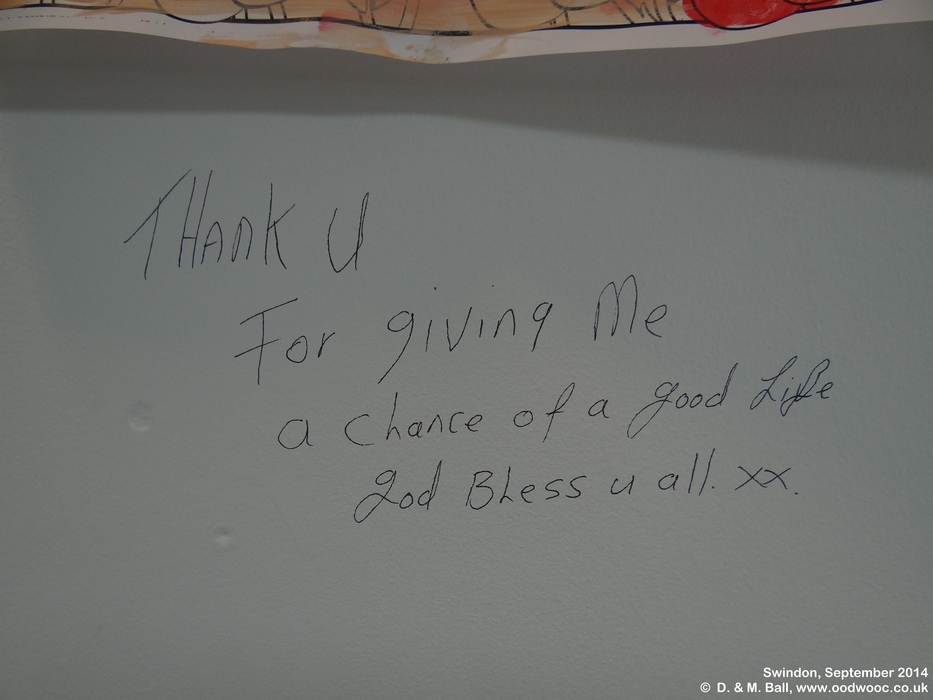 THANK U
For giving Me
a chance of a good Life
god Bless u all. xx.
Swindon, September 2014
© D. & M. Ball, www.oodwooc.co.uk